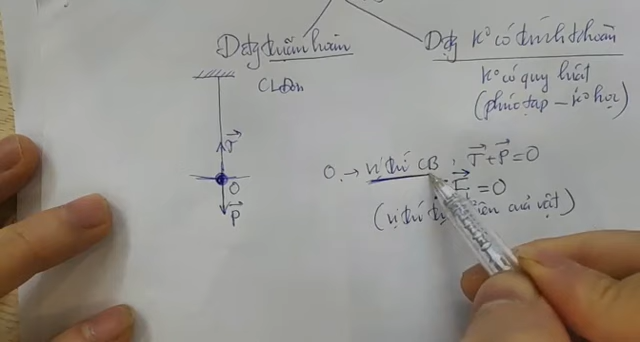 Dđg tuần hoàn
Dđg K° có tính t hoàn
CLĐơn
K° có quy luật
(phức tạp – K° học)
T
O
P
O → vị trí CB : T + P = 0
= 0
(vị trí của vật)